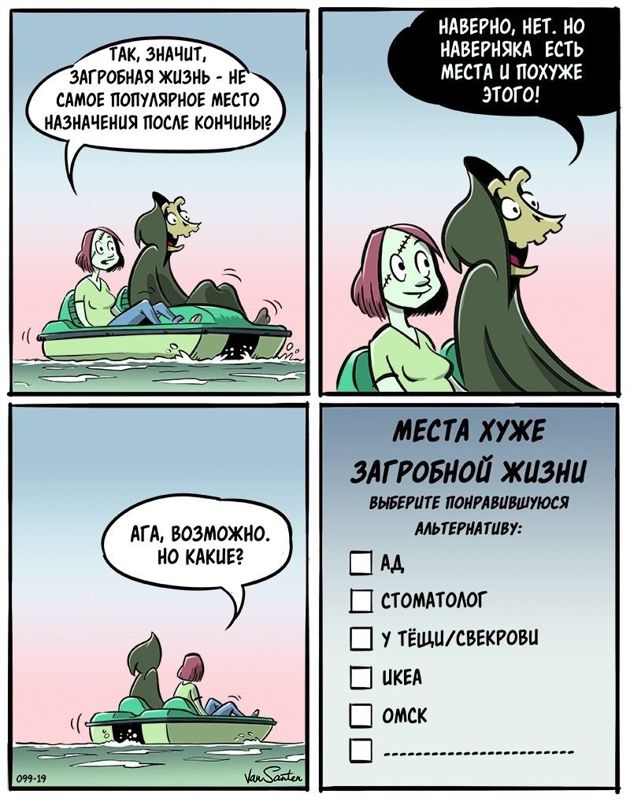 ТАК, ЗНАЧИТ,
ЗАГРОБНАЯ ЖИЗНЬ - НЕ
САМОЕ ПОПУЛЯРНОЕ МЕСТО
НАЗНАЧЕНИЯ ПОСЛЕ КОНЧИНЫ?
НАВЕРНО, НЕТ. НО
НАВЕРНЯКА ЕСТЬ
МЕСТА И ПОХУЖЕ
ЭТОГО!
АГА, ВОЗМОЖНО.
НО КАКИЕ?
099-19
VanSanten
МЕСТА ХУЖЕ
ЗАГРОБНОЙ ЖИЗНИ
ВЫБЕРИТЕ ПОНРАВИВШУЮСЯ
АЛЬТЕРНАТИВУ:
АД
СТОМАТОЛОГ
У ТЁЩИ/СВЕКРОВИ
ИКЕА
ОМСК